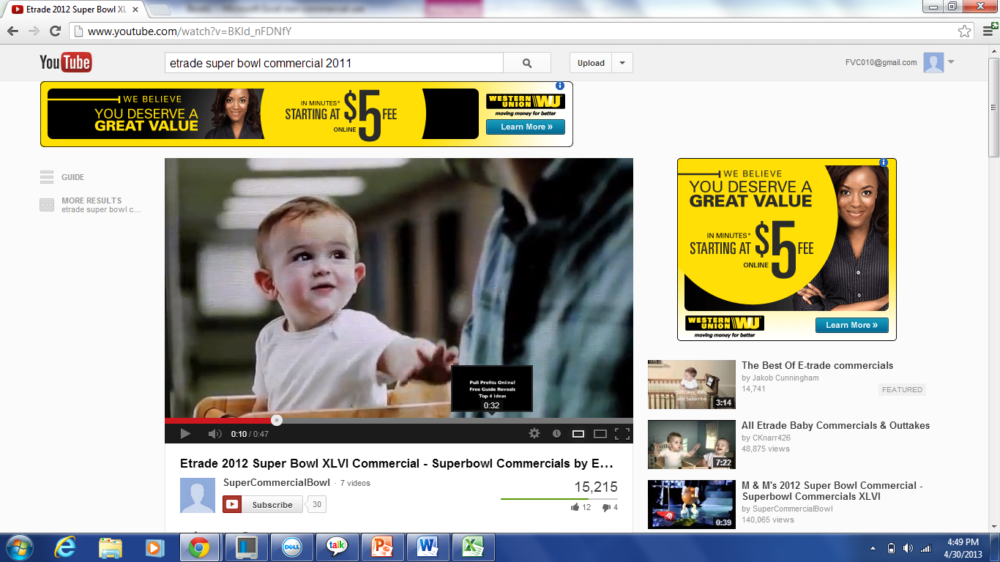 Etrade 2012 Super Bowl XL
www.youtube.com/watch?v=BKId_nFDNfY
YouTube
etrade super bowl commercial 2011
Upload
FVC010@gmail.com
WE BELIEVE
YOU DESERVE A
GREAT VALUE
IN MINUTES*
STARTING AT $5 FEE
ONLINE
WESTERN UNION WU
moving money for better
Learn More »
GUIDE
MORE RESULTS
etrade super bowl c...
WE BELIEVE
YOU DESERVE A
GREAT VALUE
IN MINUTES*
STARTING AT $5 FEE
ONLINE
WESTERN UNION WU
moving money for better
Learn More »
Pull Profits Online!
Free Guide Reveals
Top 4 Ideas
0:32
0:10 / 0:47
Etrade 2012 Super Bowl XLVI Commercial - Superbowl Commercials by E...
SuperCommercialBowl · 7 videos
Subscribe 30
15,215
12 4
The Best Of E-trade commercials
by Jakob Cunningham
14,741
FEATURED
Comment, Rate,
and Subscribe
3:14
All Etrade Baby Commercials & Outtakes
by CKnarr426
48,875 views
7:22
M & M's 2012 Super Bowl Commercial -
Superbowl Commercials XLVI
by SuperCommercialBowl
140,065 views
0:39
DELL
talk
4:49 PM
4/30/2013